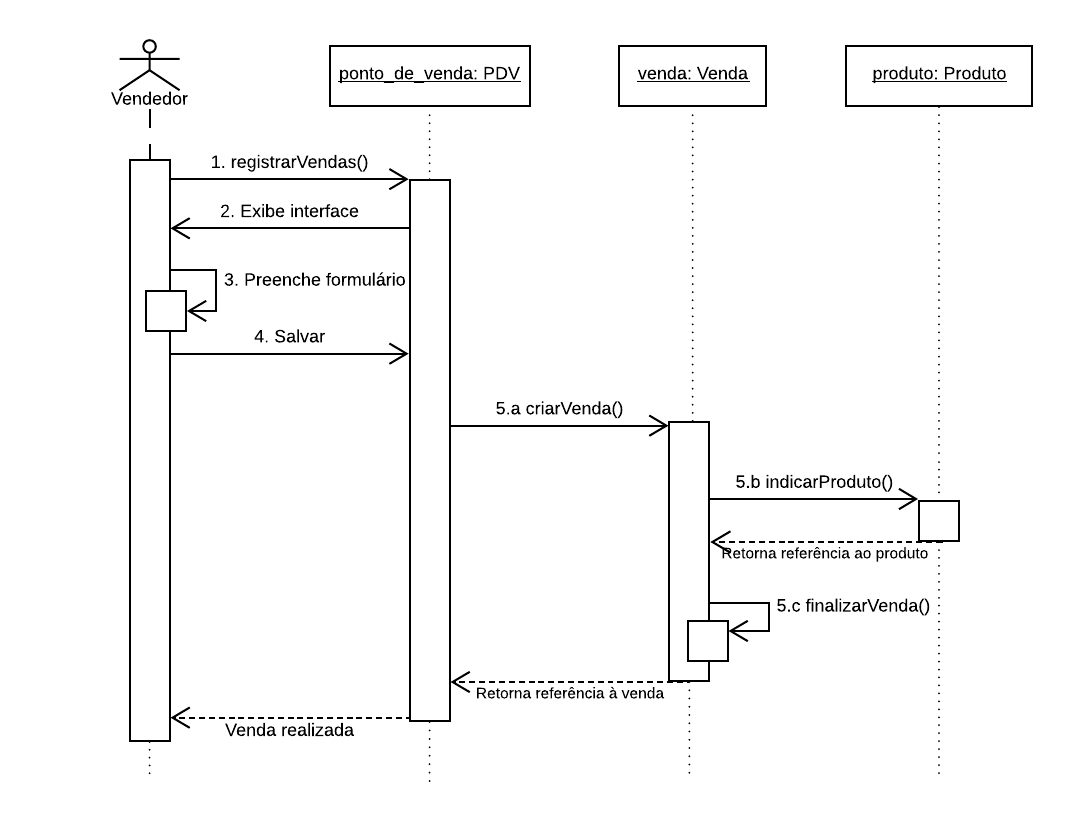 Vendedor
ponto_de_venda: PDV
venda: Venda
produto: Produto
1. registrarVendas()
2. Exibe interface
3. Preenche formulário
4. Salvar
5.a criarVenda()
5.b indicarProduto()
Retorna referência ao produto
5.c finalizarVenda()
Retorna referência à venda
Venda realizada